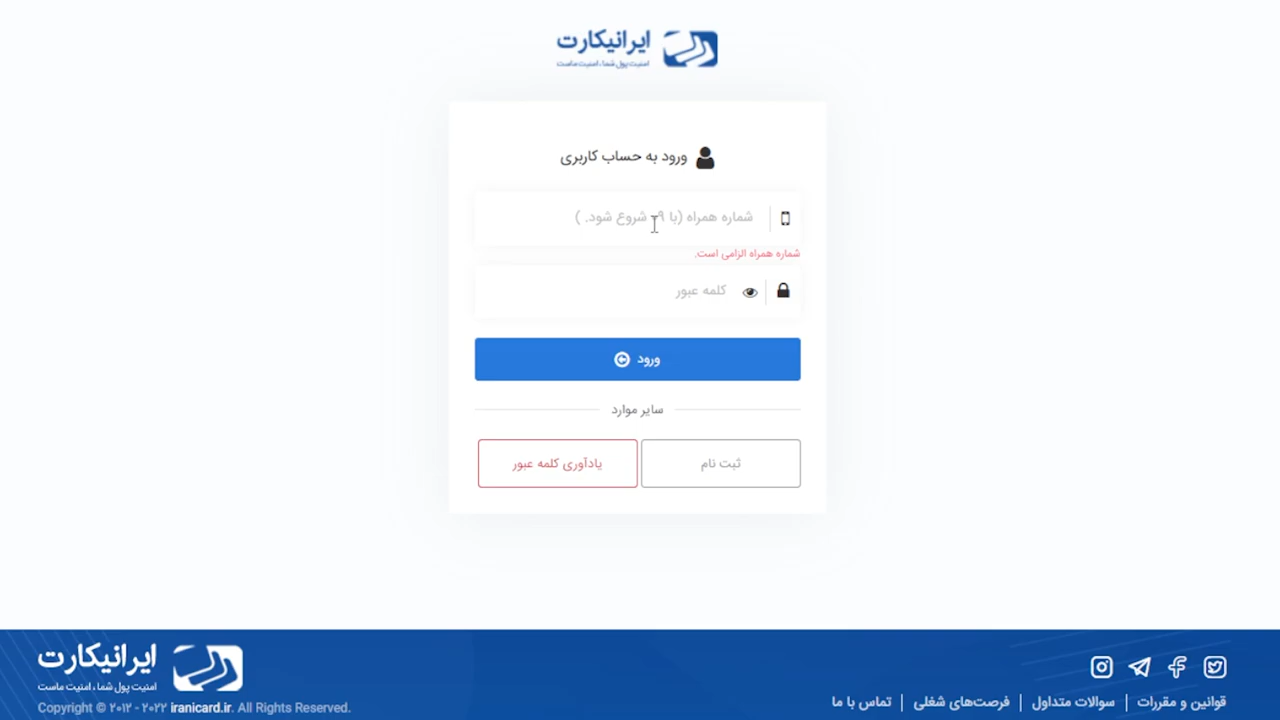 ایرانیکارت
امنیت پول شما ، امنیت ماست
ورود به حساب کاربری
شماره همراه (با ۰۹ شروع شود. )
شماره همراه الزامی است.
کلمه عبور
ورود
سایر موارد
ثبت نام
یادآوری کلمه عبور
ایرانیکارت
امنیت پول شما ، امنیت ماست
قوانین و مقررات | سوالات متداول | فرصت‌های شغلی | تماس با ما
Copyright © ۲۰۱۲ - ۲۰۲۲ iranicard.ir. All Rights Reserved.